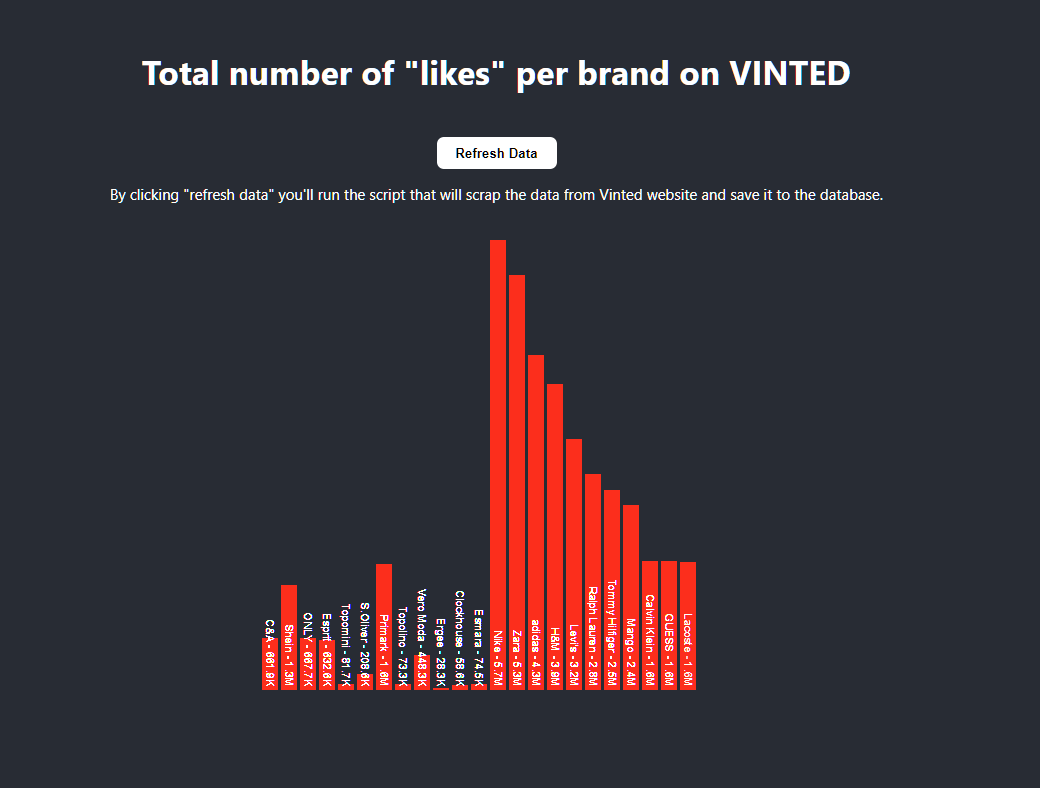 Total number of "likes" per brand on VINTED
Refresh Data
By clicking "refresh data" you'll run the script that will scrap the data from Vinted website and save it to the database.
C&A - 661.9K
Shein - 1.3M
ONLY - 667.7K
Esprit - 632.6K
Topomini - 81.7K
S.Oliver - 208.6K
Primark - 1.6M
Topolino - 73.3K
Vero Moda - 448.3K
Ergee - 28.3K
Clockhouse - 58.6K
Esmara - 74.5K
Nike - 5.7M
Zara - 5.3M
adidas - 4.3M
H&M - 3.9M
Levi's - 3.2M
Ralph Lauren - 2.8M
Tommy Hilfiger - 2.5M
Mango - 2.4M
Calvin Klein - 1.6M
GUESS - 1.6M
Lacoste - 1.6M